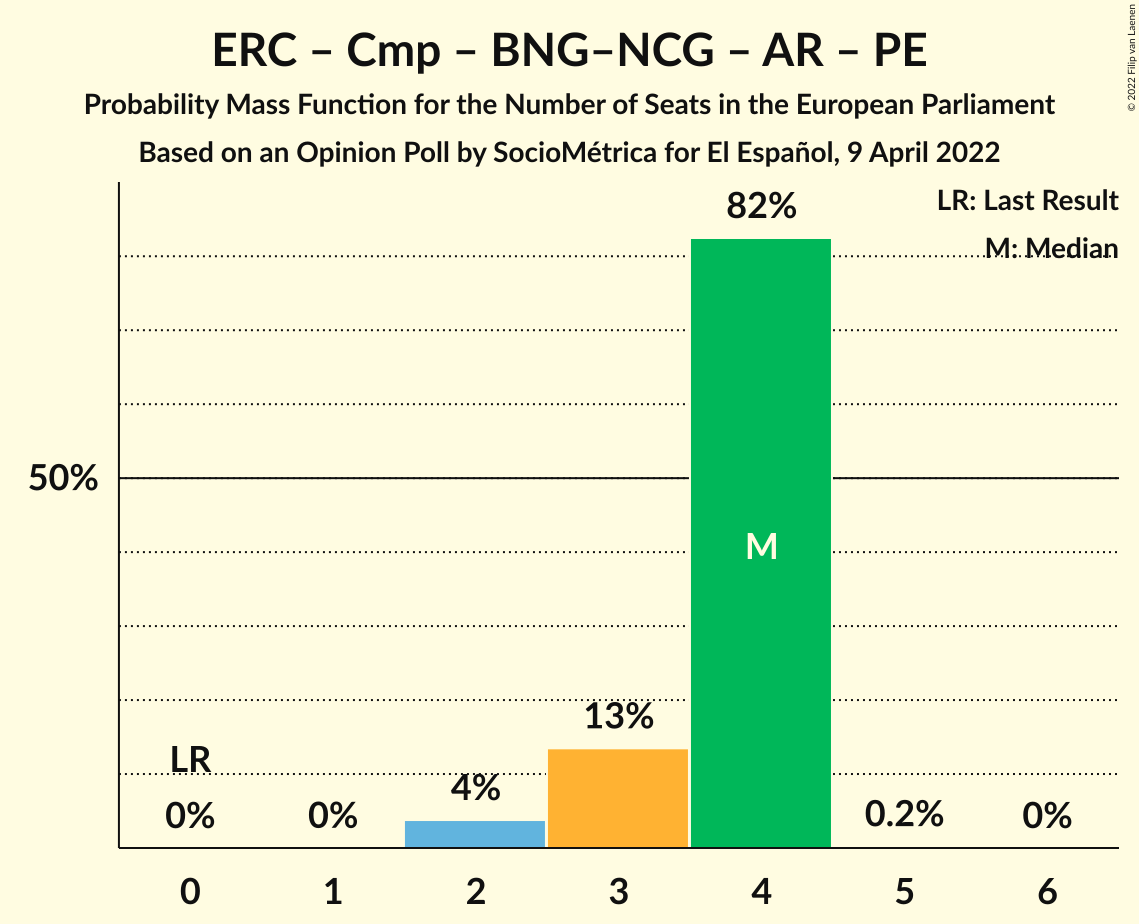 ERC – Cmp – BNG–NCG – AR – PE
Probability Mass Function for the Number of Seats in the European Parliament
Based on an Opinion Poll by SocioMétrica for El Español, 9 April 2022
© 2022 Filip van Laenen
LR: Last Result
M: Median
82%
50%
M
13%
LR
4%
0%
0%
0.2%
0%
0 1 2 3 4 5 6